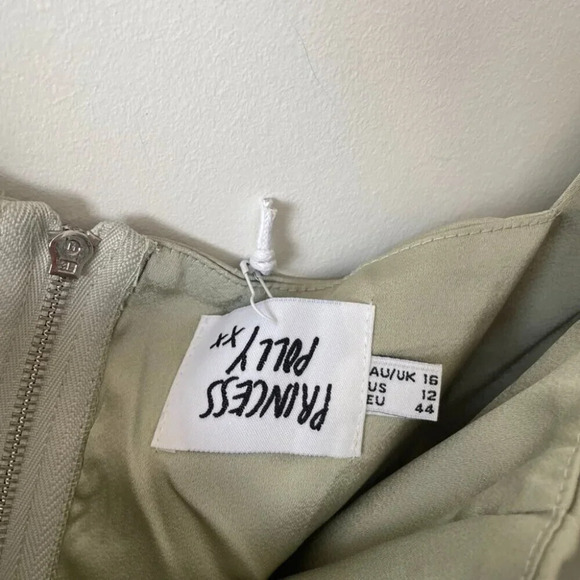 PRINCESS
POLLY
xx
AU/UK 16
US 12
EU 44